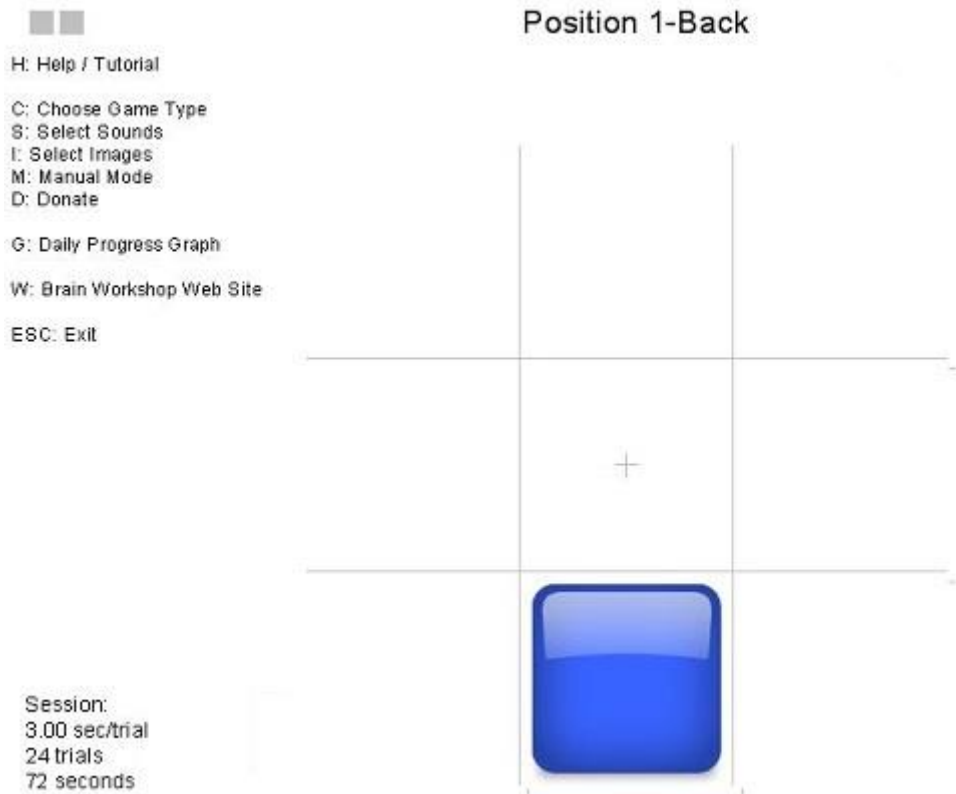 Position 1-Back
H: Help / Tutorial
C: Choose Game Type
S: Select Sounds
I: Select Images
M: Manual Mode
D: Donate
G: Daily Progress Graph
W: Brain Workshop Web Site
ESC: Exit
Session:
3.00 sec/trial
24 trials
72 seconds